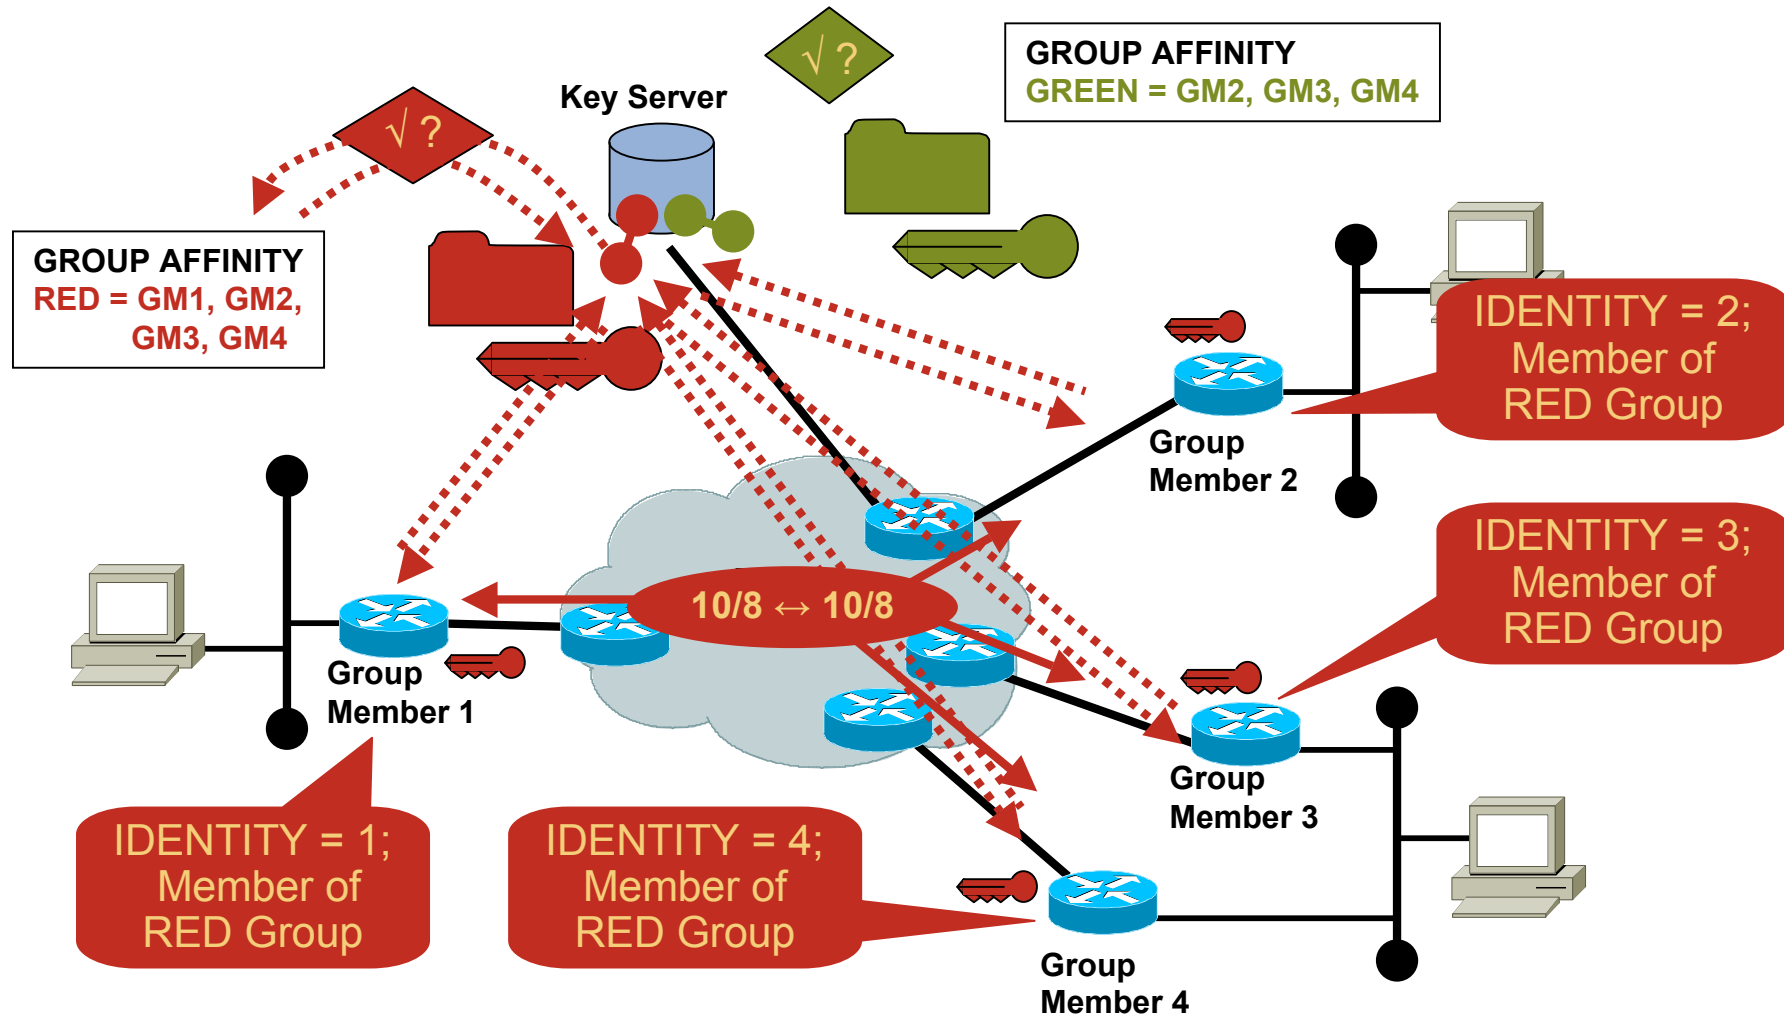 √ ?
GROUP AFFINITY
GREEN = GM2, GM3, GM4
Key Server
√ ?
GROUP AFFINITY
RED = GM1, GM2,
GM3, GM4
IDENTITY = 2;
Member of
RED Group
Group
Member 2
IDENTITY = 3;
Member of
RED Group
10/8 ↔ 10/8
Group
Member 1
Group
Member 3
IDENTITY = 1;
Member of
RED Group
IDENTITY = 4;
Member of
RED Group
Group
Member 4